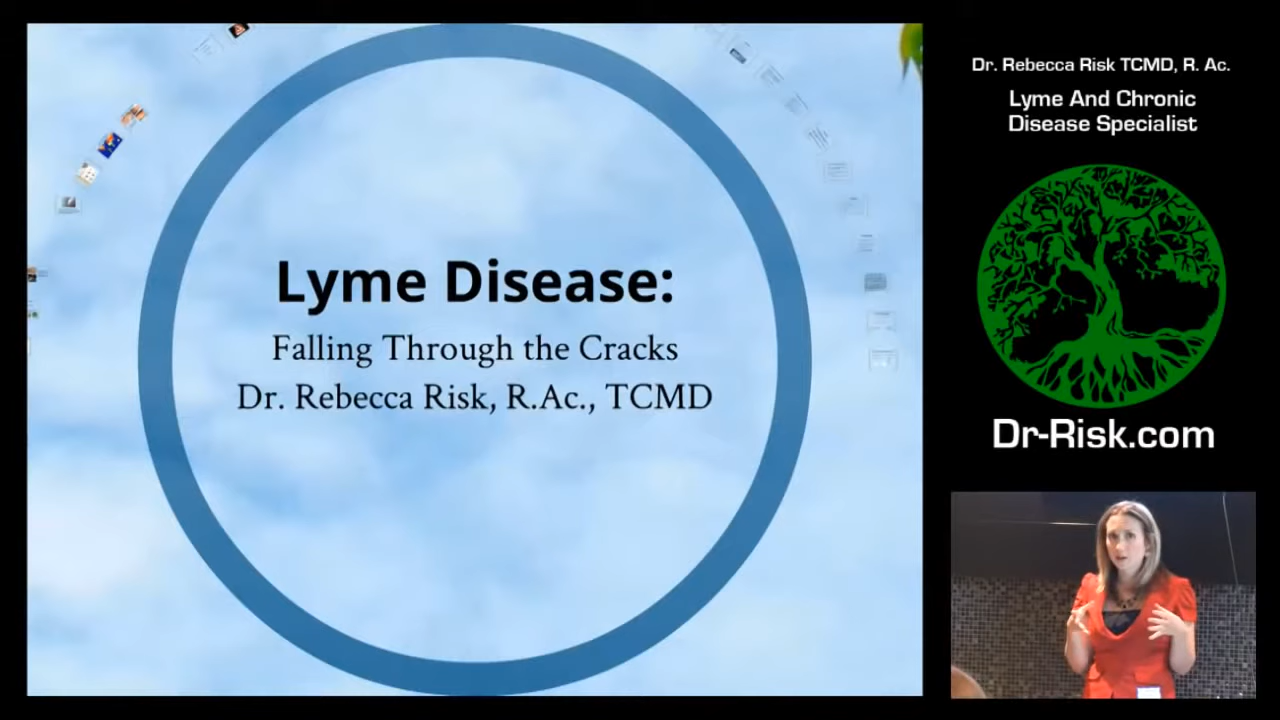 Lyme Disease:
Falling Through the Cracks
Dr. Rebecca Risk, R.Ac., TCMD
Dr. Rebecca Risk TCMD, R. Ac.
Lyme And Chronic
Disease Specialist
Dr-Risk.com